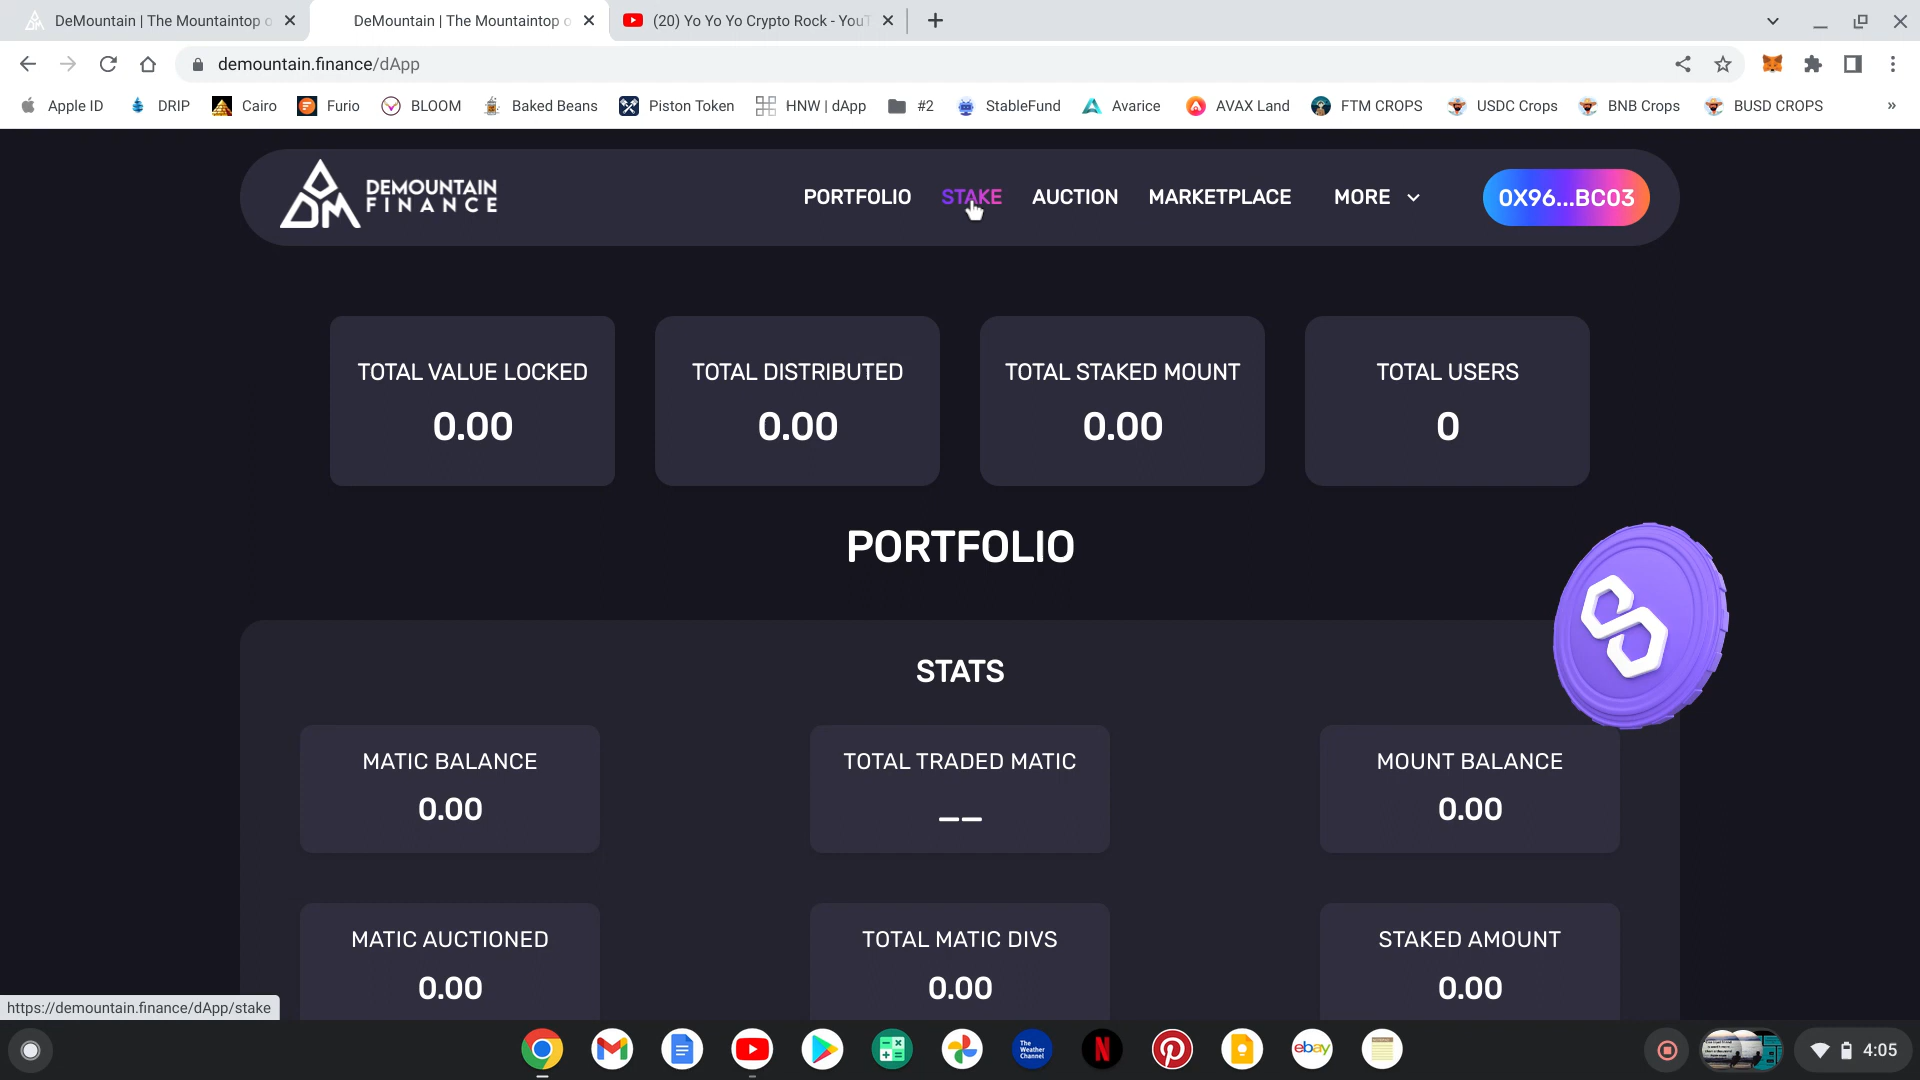 DeMountain | The Mountaintop o
DeMountain | The Mountaintop o
(20) Yo Yo Yo Crypto Rock - YouT
demountain.finance/dApp
Apple ID
DRIP
Cairo
Furio
BLOOM
Baked Beans
Piston Token
HNW | dApp
#2
StableFund
Avarice
AVAX Land
FTM CROPS
USDC Crops
BNB Crops
BUSD CROPS
»
DEMOUNTAIN
FINANCE
PORTFOLIO
STAKE
AUCTION
MARKETPLACE
MORE
0X96...BC03
TOTAL VALUE LOCKED
0.00
TOTAL DISTRIBUTED
0.00
TOTAL STAKED MOUNT
0.00
TOTAL USERS
0
PORTFOLIO
STATS
MATIC BALANCE
0.00
TOTAL TRADED MATIC
__
MOUNT BALANCE
0.00
MATIC AUCTIONED
0.00
TOTAL MATIC DIVS
0.00
STAKED AMOUNT
0.00
https://demountain.finance/dApp/stake
The
Weather
Channel
N
ebay
4:05